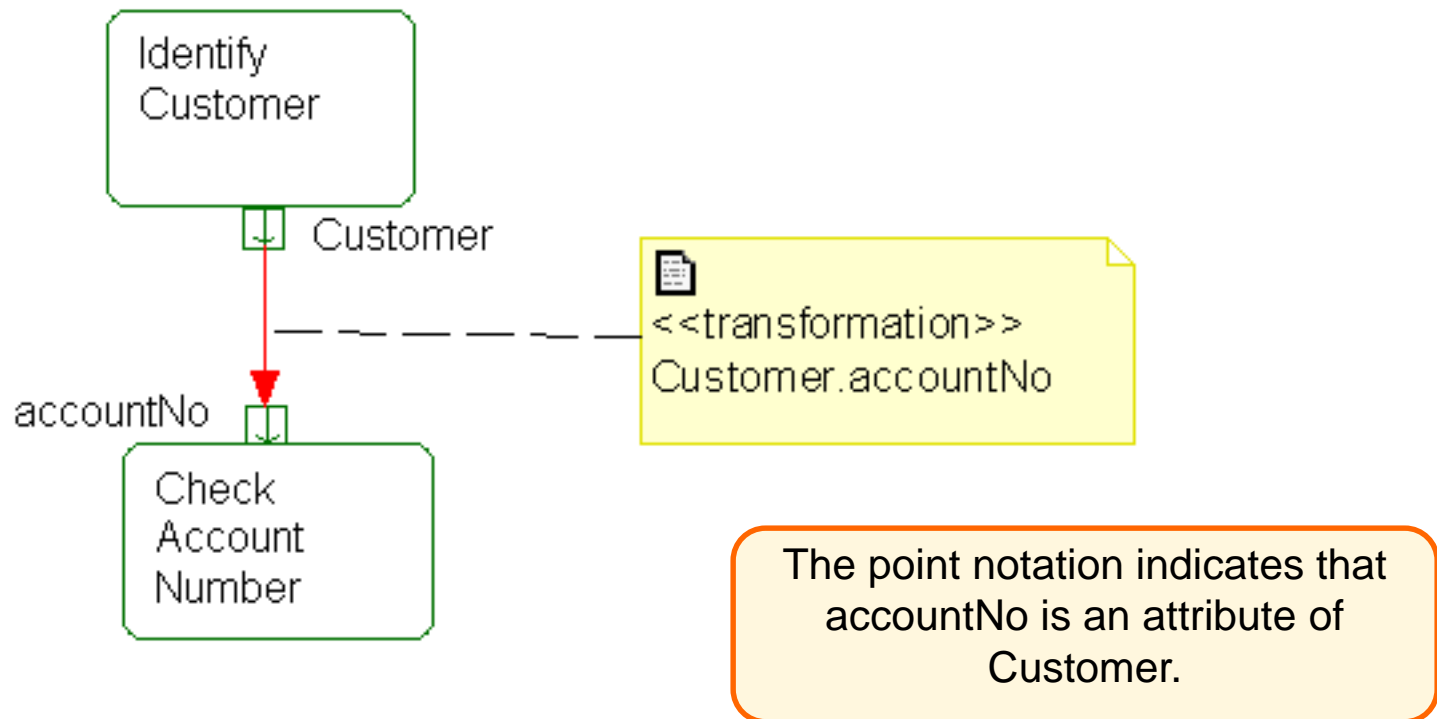 Identify
Customer
Customer
<<transformation>>
Customer.accountNo
accountNo
Check
Account
Number
The point notation indicates that
accountNo is an attribute of
Customer.